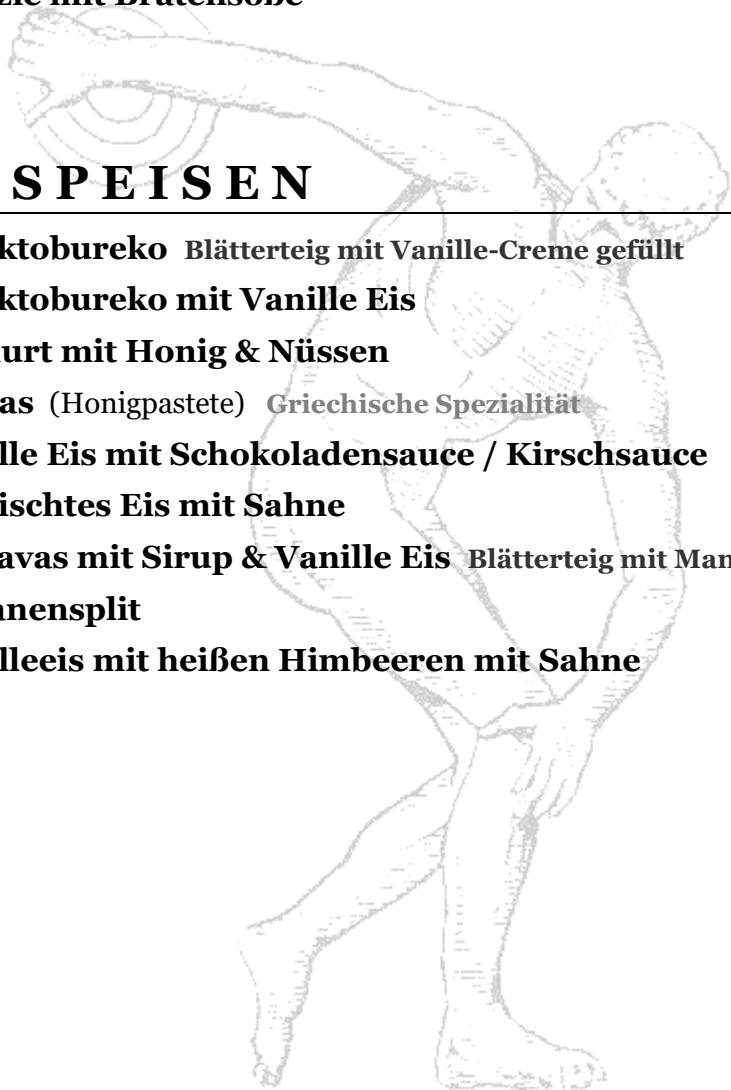 zie mit Bratensoße
S P E I S E N
ktobureko Blätterteig mit Vanille-Creme gefüllt
ktobureko mit Vanille Eis
urt mit Honig & Nüssen
as (Honigpastete) Griechische Spezialität
lle Eis mit Schokoladensauce / Kirschsauce
ischtes Eis mit Sahne
avas mit Sirup & Vanille Eis Blätterteig mit Man
anensplit
lleeis mit heißen Himbeeren mit Sahne